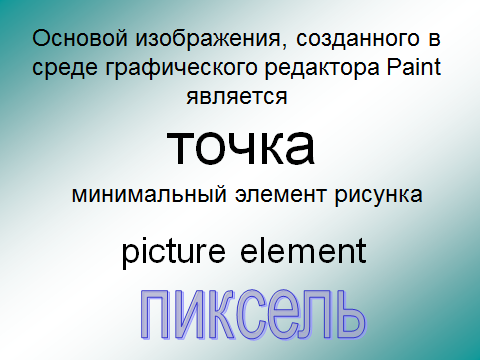 Основой изображения, созданного в
среде графического редактора Paint
является
точка
минимальный элемент рисунка
picture element
пиксель